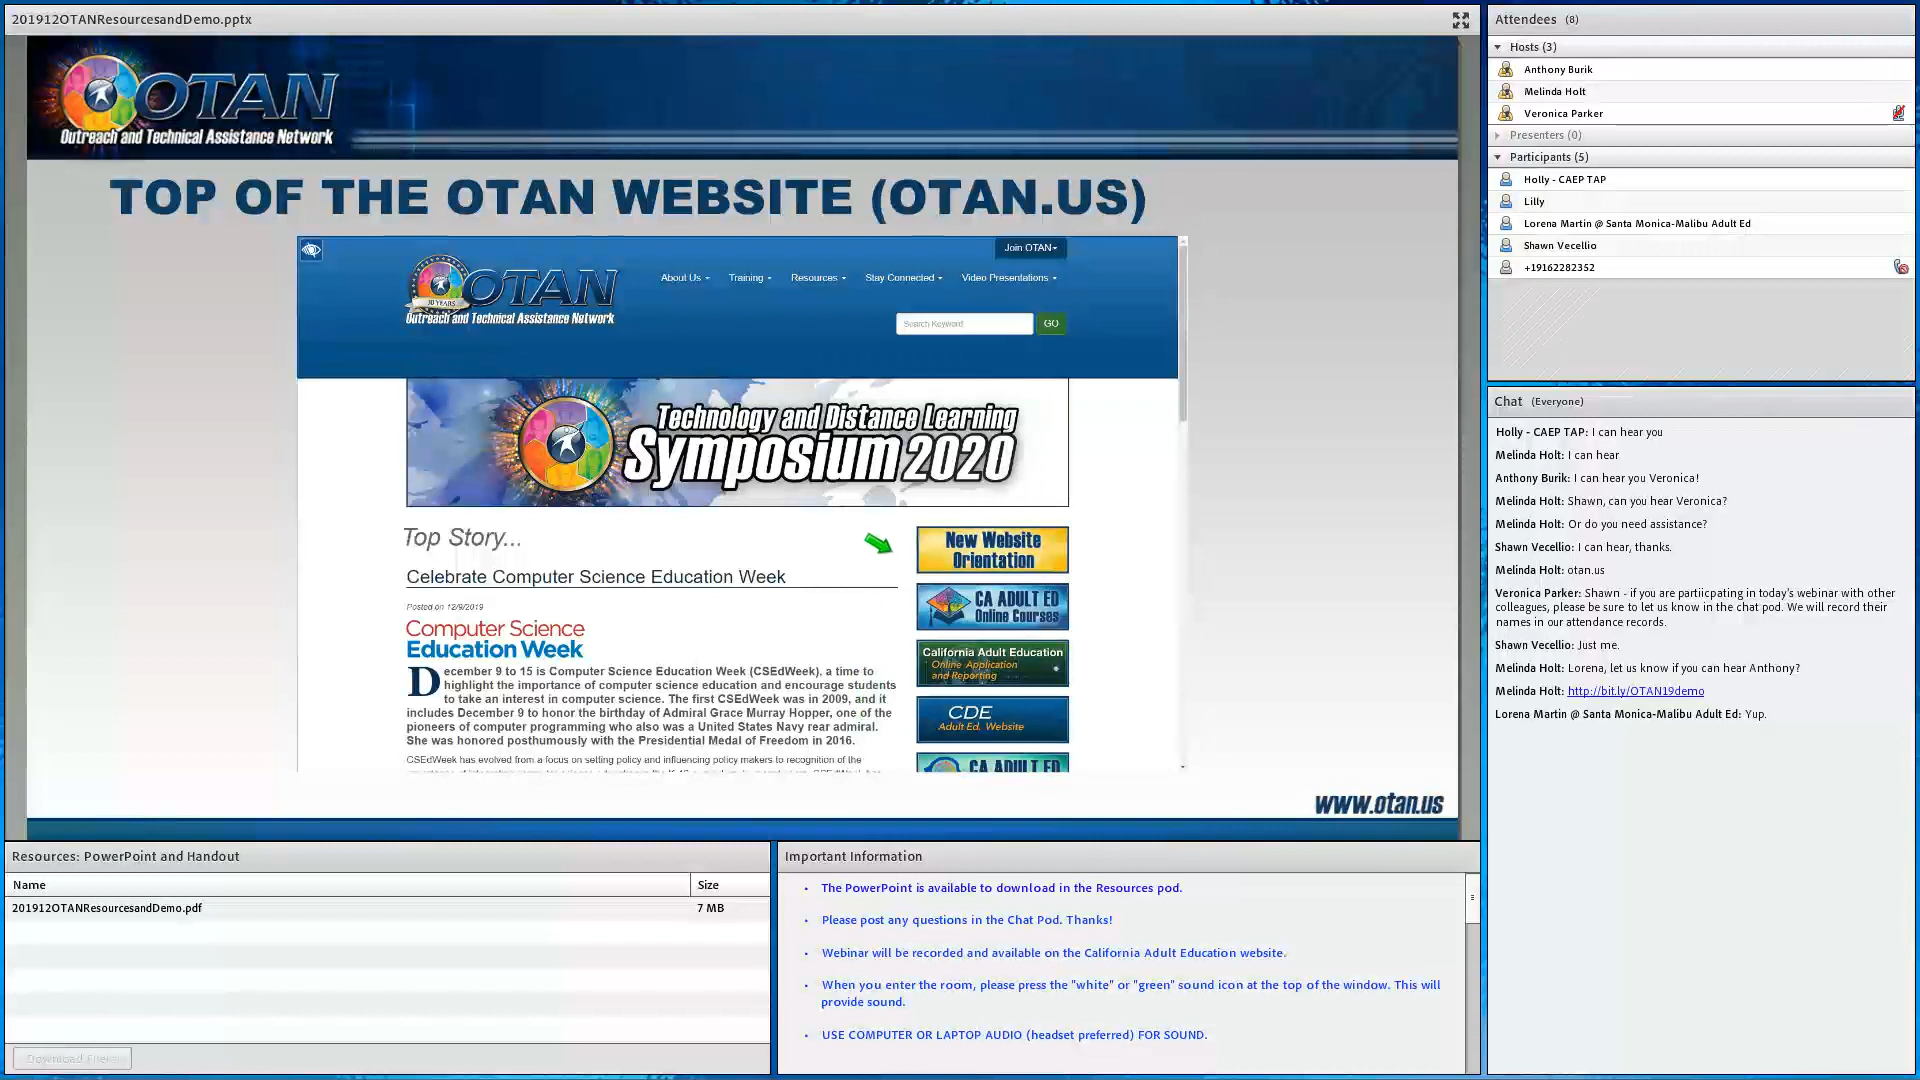 201912OTANResourcesandDemo.pptx
OTAN
Outreach and Technical Assistance Network
TOP OF THE OTAN WEBSITE (OTAN.US)
Join OTAN
OTAN
30 YEARS
Outreach and Technical Assistance Network
About Us
Training
Resources
Stay Connected
Video Presentations
Search Keyword
GO
Technology and Distance Learning
Symposium 2020
Top Story...
Celebrate Computer Science Education Week
Posted on 12/9/2019
Computer Science
Education Week
December 9 to 15 is Computer Science Education Week (CSEdWeek), a time to
highlight the importance of computer science education and encourage students
to take an interest in computer science. The first CSEdWeek was in 2009, and it
includes December 9 to honor the birthday of Admiral Grace Murray Hopper, one of the
pioneers of computer programming who also was a United States Navy rear admiral.
She was honored posthumously with the Presidential Medal of Freedom in 2016.
CSEdWeek has evolved from a focus on setting policy and influencing policy makers to recognition of the
New Website
Orientation
CA ADULT ED
Online Courses
California Adult Education
Online Application
and Reporting
CDE
Adult Ed. Website
CA ADULT ED
www.otan.us
Resources: PowerPoint and Handout
Name Size
201912OTANResourcesandDemo.pdf 7 MB
Download File(s)
Important Information
• The PowerPoint is available to download in the Resources pod.
• Please post any questions in the Chat Pod. Thanks!
• Webinar will be recorded and available on the California Adult Education website.
• When you enter the room, please press the "white" or "green" sound icon at the top of the window. This will
provide sound.
• USE COMPUTER OR LAPTOP AUDIO (headset preferred) FOR SOUND.
Attendees (8)
Hosts (3)
Anthony Burik
Melinda Holt
Veronica Parker
Presenters (0)
Participants (5)
Holly - CAEP TAP
Lilly
Lorena Martin @ Santa Monica-Malibu Adult Ed
Shawn Vecellio
+19162282352
Chat (Everyone)
Holly - CAEP TAP: I can hear you
Melinda Holt: I can hear
Anthony Burik: I can hear you Veronica!
Melinda Holt: Shawn, can you hear Veronica?
Melinda Holt: Or do you need assistance?
Shawn Vecellio: I can hear, thanks.
Melinda Holt: otan.us
Veronica Parker: Shawn - if you are partiicpating in today's webinar with other
colleagues, please be sure to let us know in the chat pod. We will record their
names in our attendance records.
Shawn Vecellio: Just me.
Melinda Holt: Lorena, let us know if you can hear Anthony?
Melinda Holt: http://bit.ly/OTAN19demo
Lorena Martin @ Santa Monica-Malibu Adult Ed: Yup.